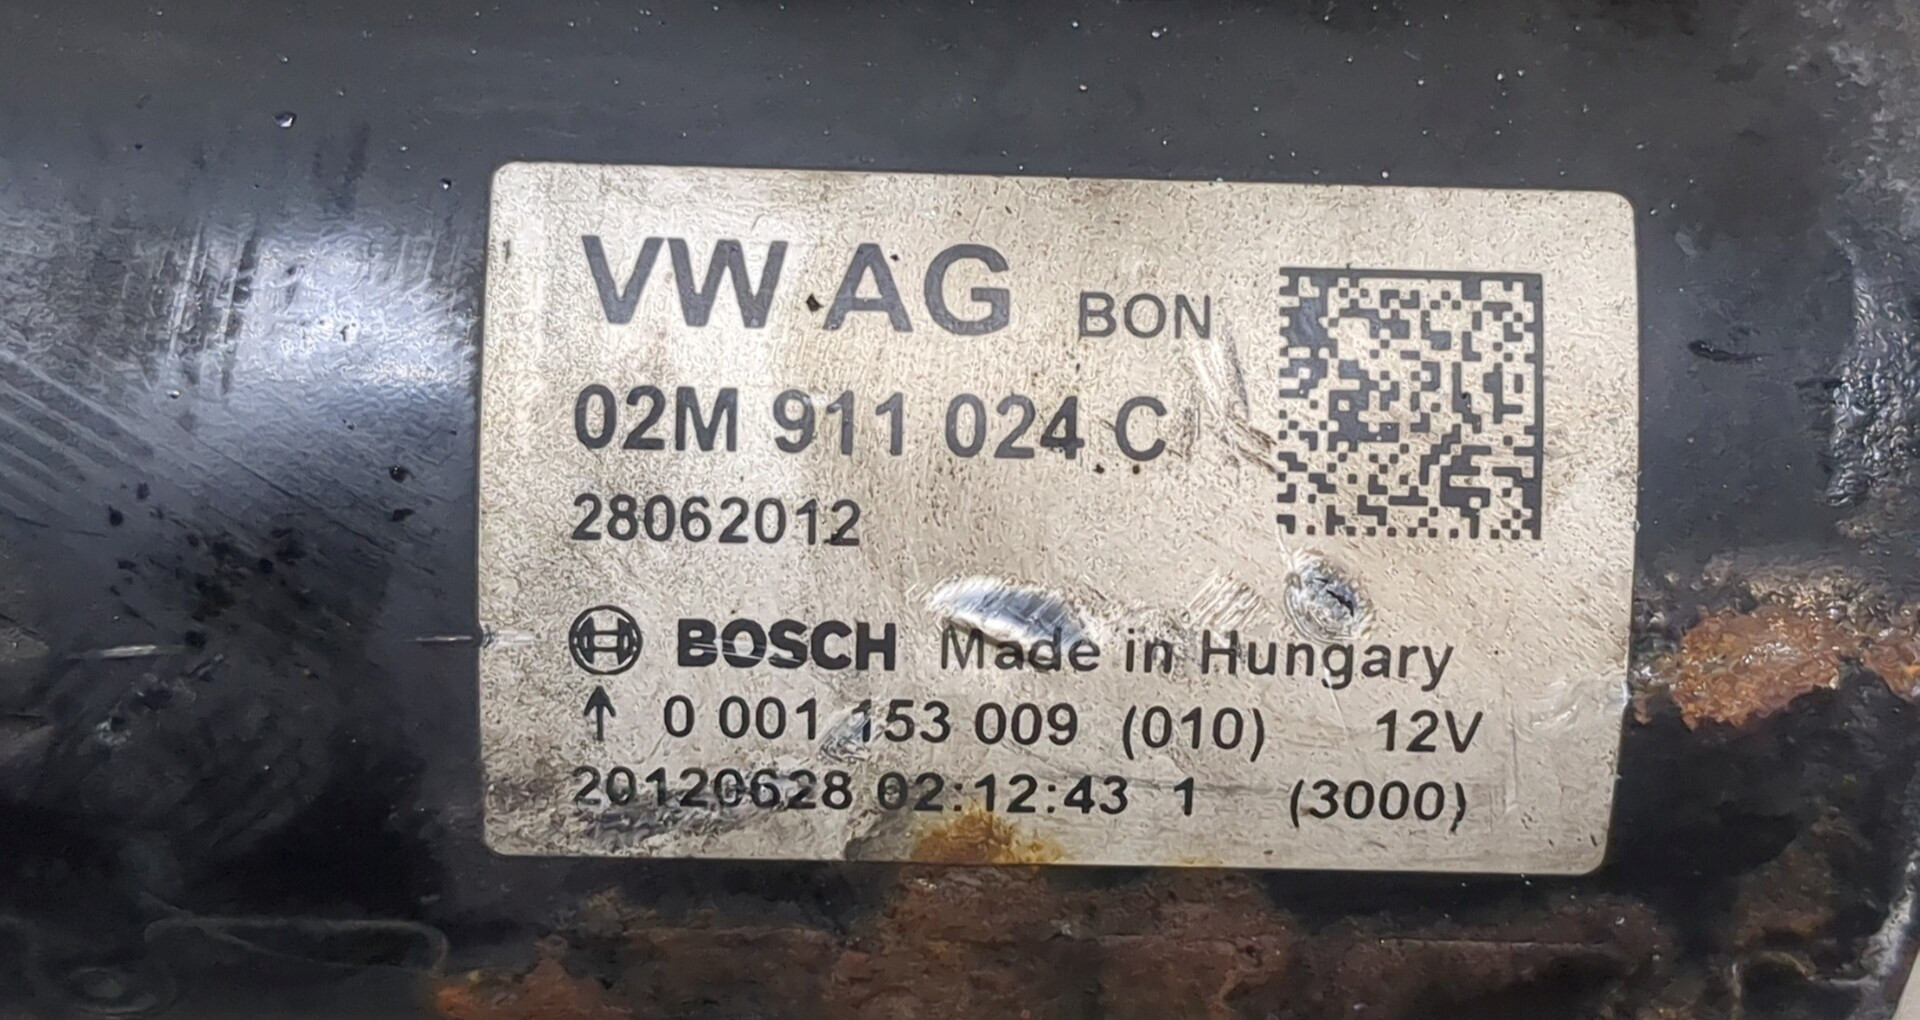 VW AG BON
02M 911 024 C
28062012
BOSCH Made in Hungary
↑ 0 001 153 009 (010) 12V
20120628 02:12:43 1 (3000)